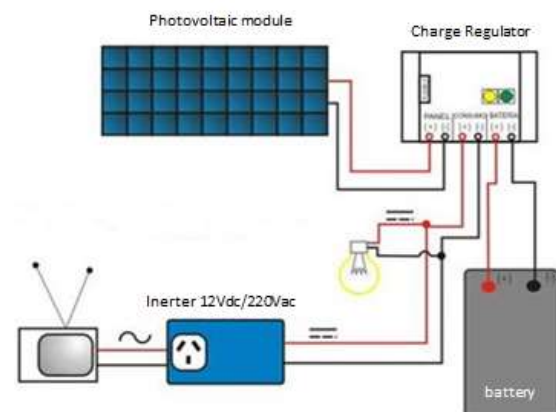 Photovoltaic module
Charge Regulator
PANEL CONSUMO BATERIA
(+) (-) (+) (-) (+) (-)
Inerter 12Vdc/220Vac
(+) (-)
battery